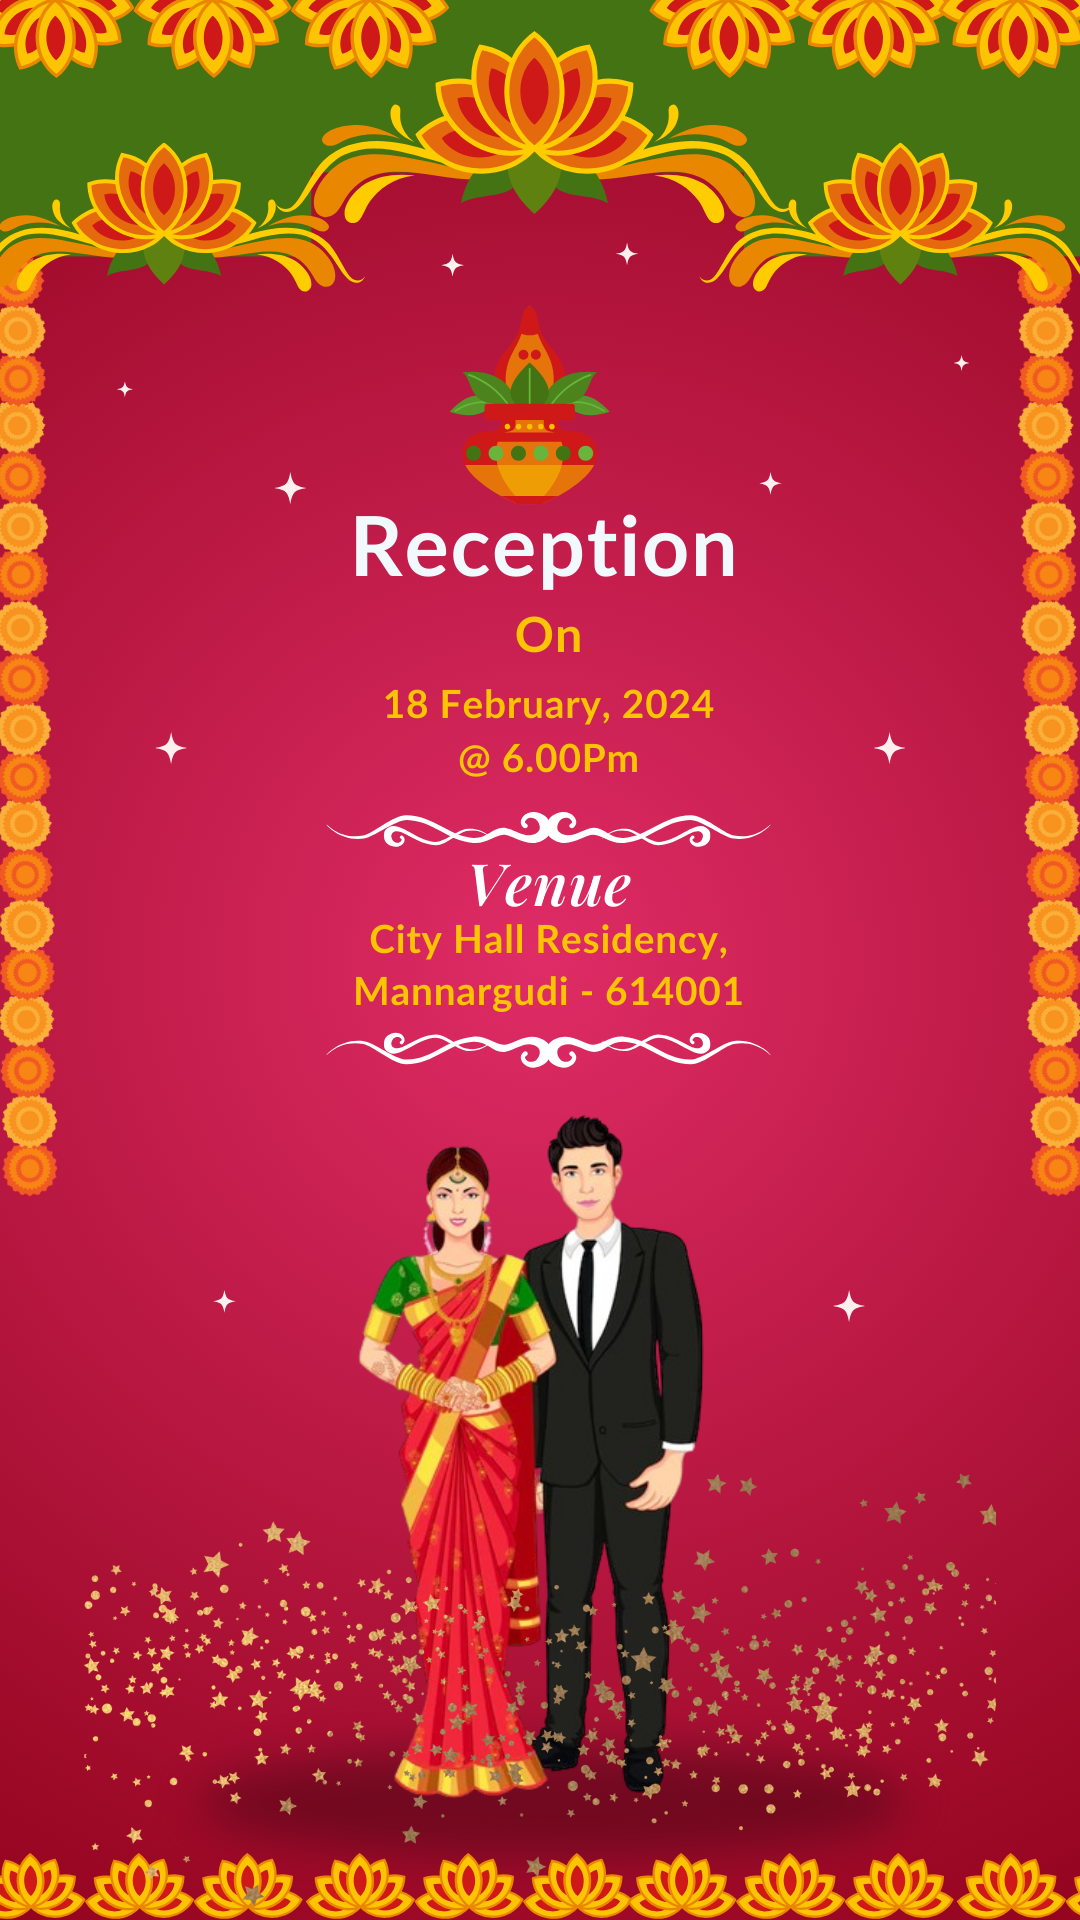 Reception
On
18 February, 2024
@ 6.00Pm
Venue
City Hall Residency,
Mannargudi - 614001